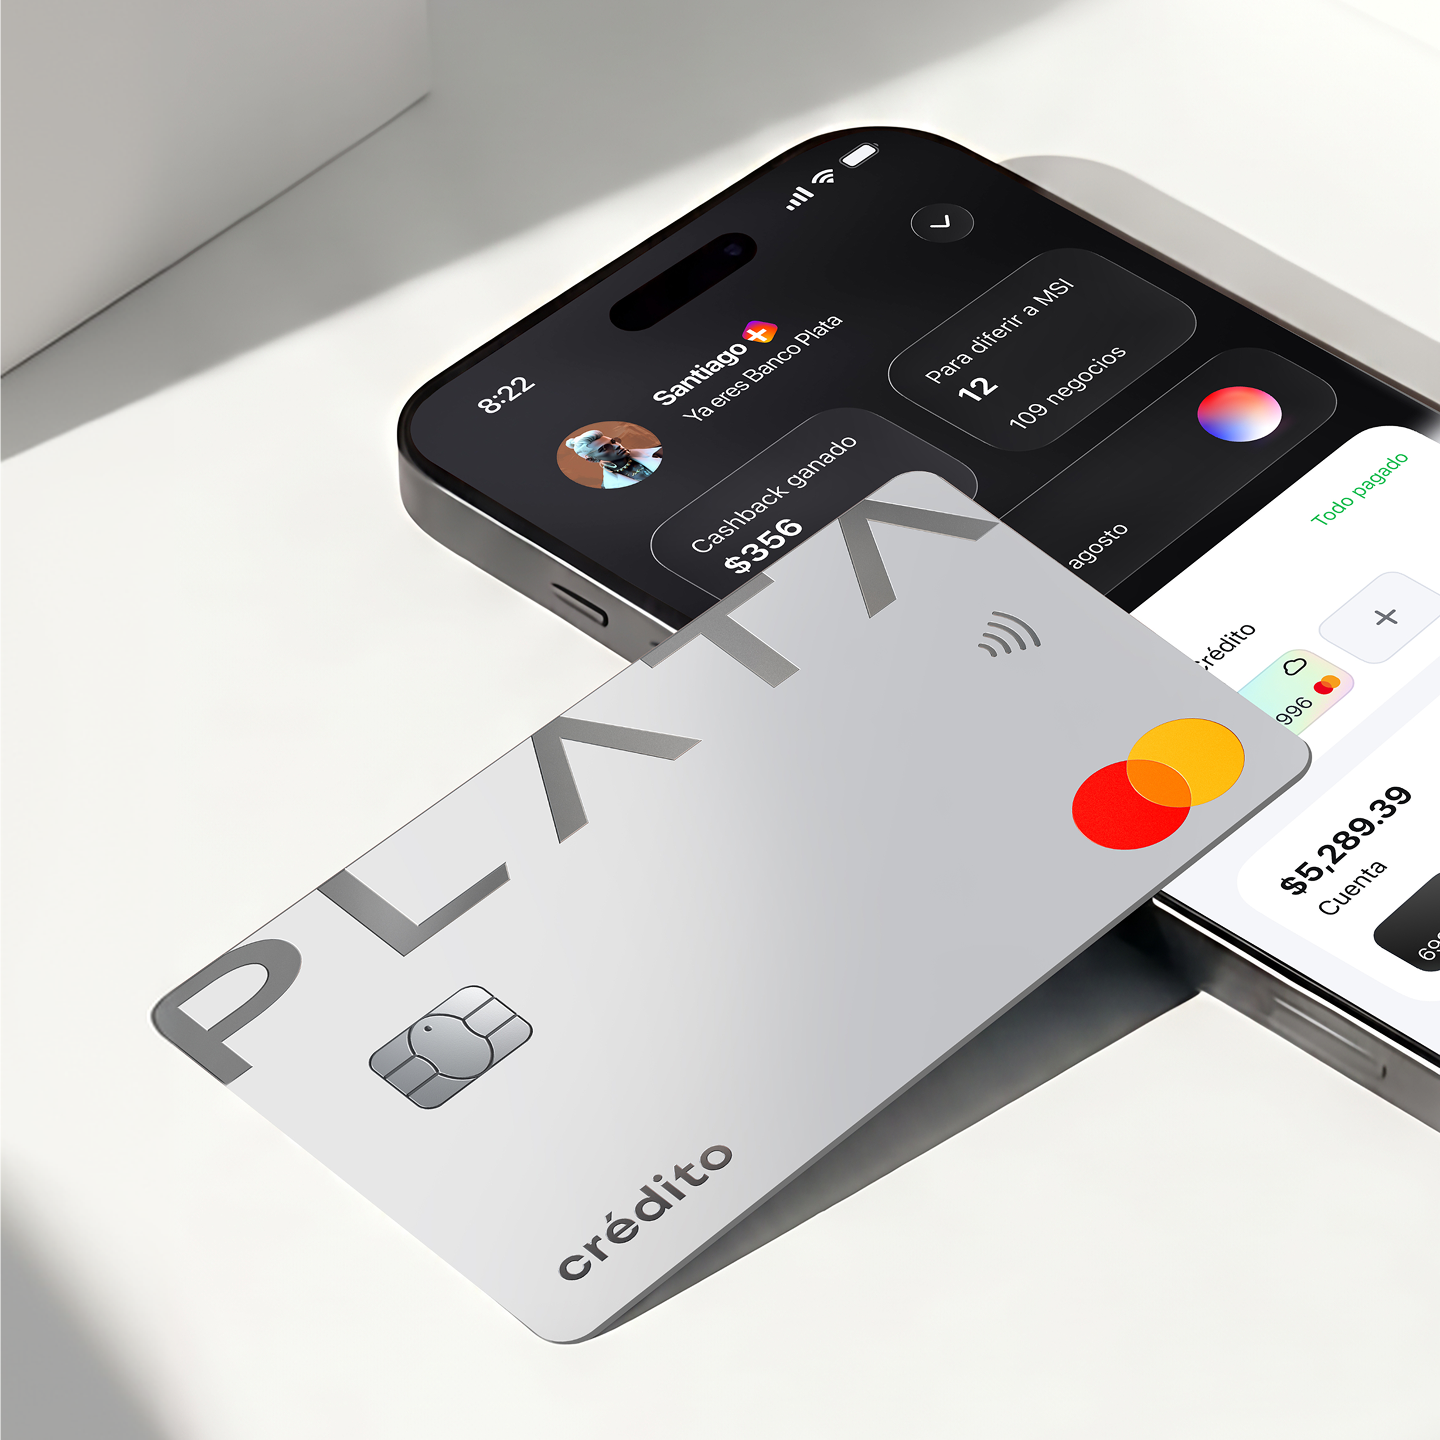 8:22
Santiago
Ya eres Banco Plata
Cashback ganado
$356
Para diferir a MSI
12
109 negocios
agosto
Todo pagado
Crédito
996
$5,289.39
Cuenta
PLATA
crédito